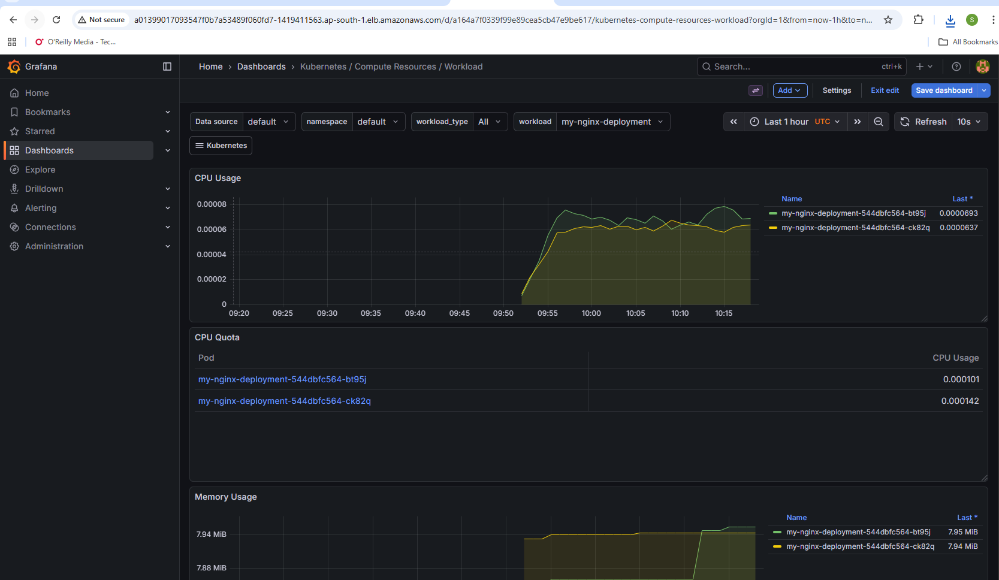 Not secure
a01399017093547f0b7a53489f060fd7-1419411563.ap-south-1.elb.amazonaws.com/d/a164a7f0339f99e89cea5cb47e9be617/kubernetes-compute-resources-workload?orgId=1&from=now-1h&to=n...
S
O'Reilly Media - Tec...
All Bookmarks
Grafana
Home › Dashboards › Kubernetes / Compute Resources / Workload
Search... ctrl+k
Add
Settings
Exit edit
Save dashboard
Home
Bookmarks
Starred
Dashboards
Explore
Drilldown
Alerting
Connections
Administration
Data source default
namespace default
workload_type All
workload my-nginx-deployment
Last 1 hour UTC
Refresh 10s
Kubernetes
CPU Usage
0.00008
0.00006
0.00004
0.00002
0
09:20 09:25 09:30 09:35 09:40 09:45 09:50 09:55 10:00 10:05 10:10 10:15
Name Last *
my-nginx-deployment-544dbfc564-bt95j 0.0000693
my-nginx-deployment-544dbfc564-ck82q 0.0000637
CPU Quota
Pod CPU Usage
my-nginx-deployment-544dbfc564-bt95j 0.000101
my-nginx-deployment-544dbfc564-ck82q 0.000142
Memory Usage
7.94 MiB
7.88 MiB
Name Last *
my-nginx-deployment-544dbfc564-bt95j 7.95 MiB
my-nginx-deployment-544dbfc564-ck82q 7.94 MiB